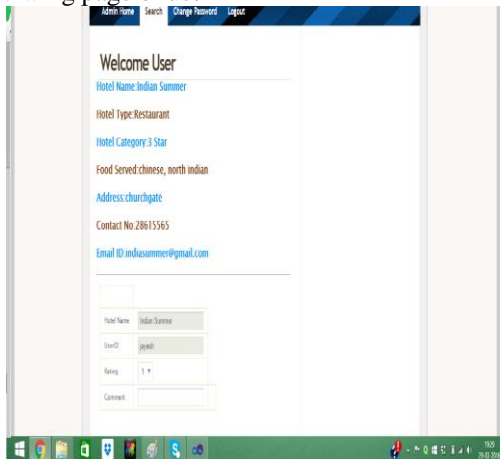 Admin Home Search Change Password Logout
Welcome User
Hotel Name:Indian Summer
Hotel Type:Restaurant
Hotel Category:3 Star
Food Served:chinese, north indian
Address:churchgate
Contact No:28615565
Email ID:indiasummer@gmail.com
Hotel Name Indian Summer
UserID jayesh
Rating 1
Comment
19:29